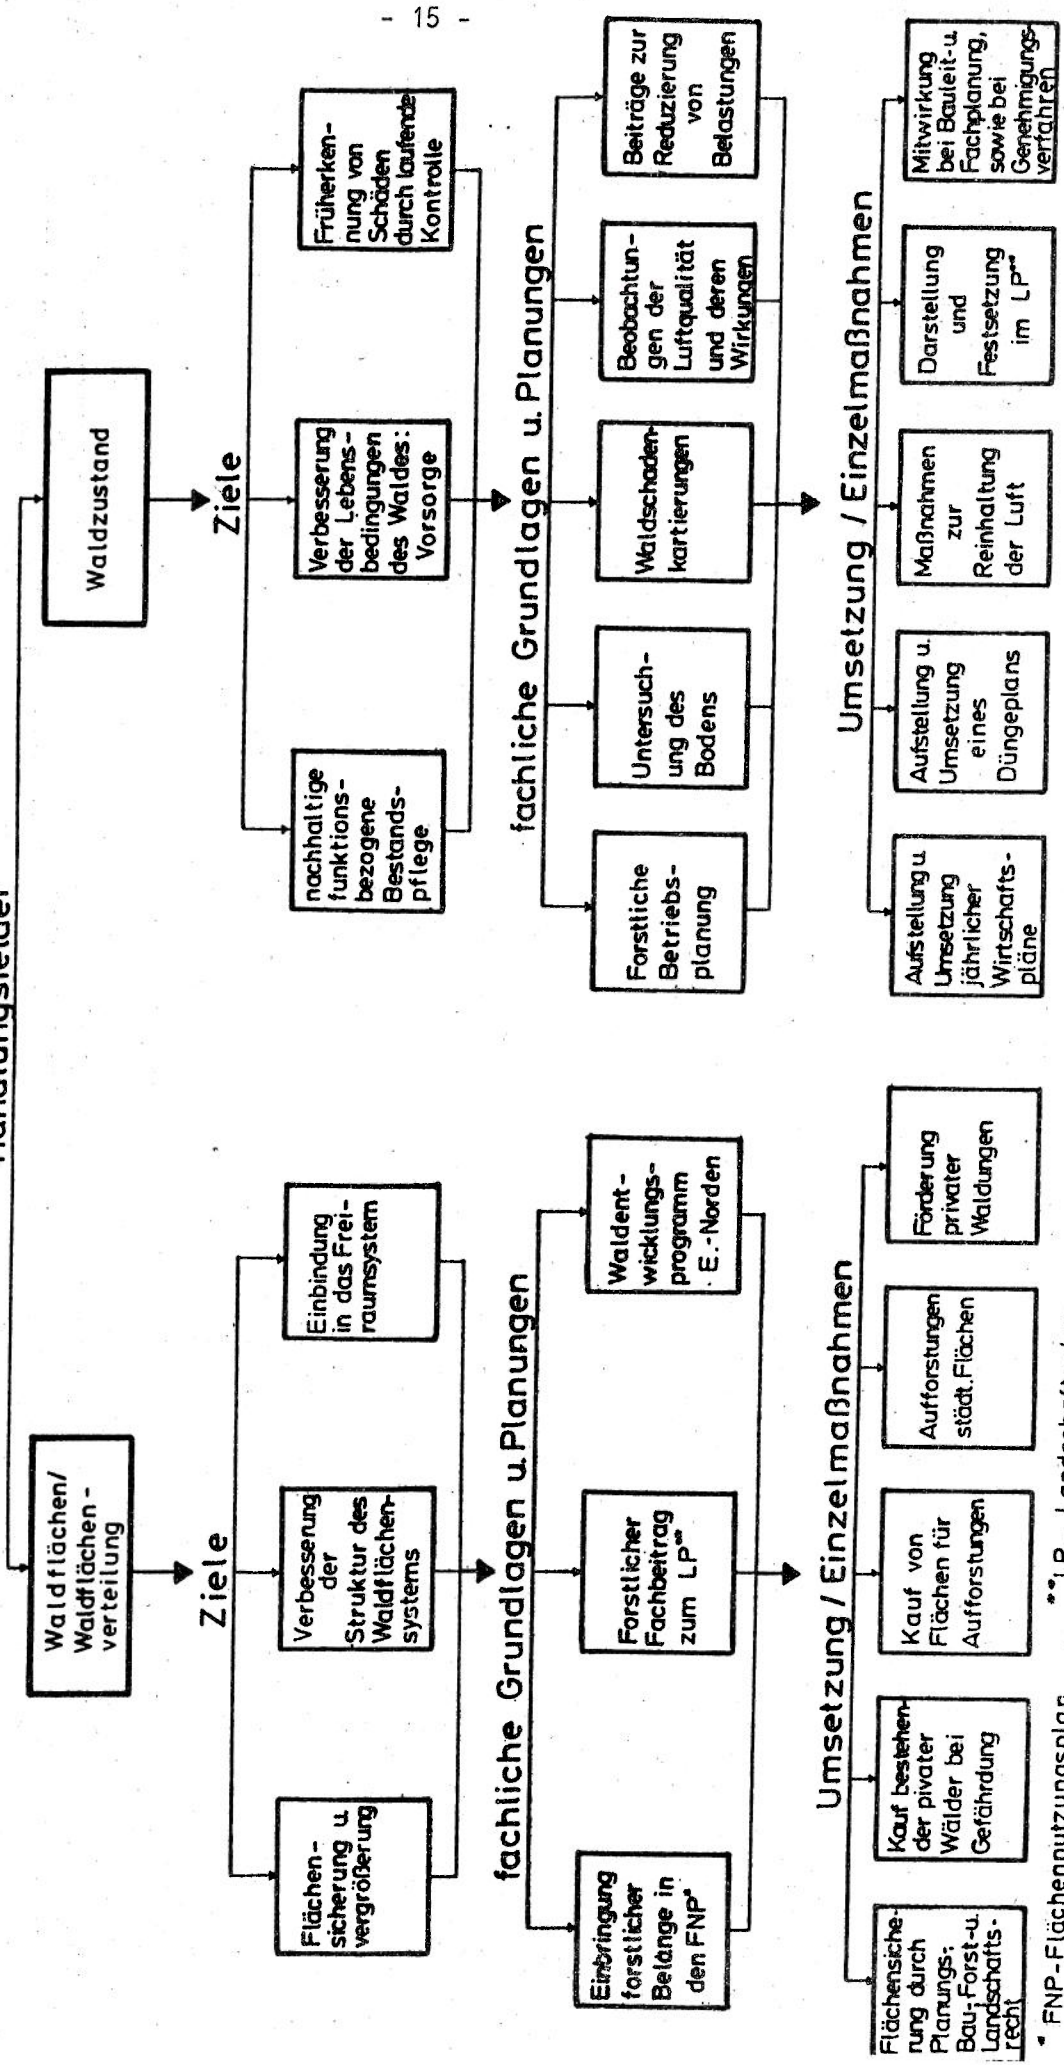 - 15 -
Handlungsfelder
Waldflächen/
Waldflächen-
verteilung
Ziele
Flächen-
sicherung u.
vergrößerung
Verbesserung
der
Struktur des
Waldflächen-
systems
Einbindung
in das Frei-
raumsystem
fachliche Grundlagen u. Planungen
Einbringung
forstlicher
Belange in
den FNP*
Forstlicher
Fachbeitrag
zum LP**
Waldent-
wicklungs-
programm
E.-Norden
Umsetzung / Einzelmaßnahmen
Flächensiche-
rung durch
Planungs-
Bau-, Forst-u.
Landschafts-
recht
Kauf bestehen-
der pivater
Wälder bei
Gefährdung
Kauf von
Flächen für
Aufforstungen
Aufforstungen
städt. Flächen
Förderung
privater
Waldungen
Waldzustand
Ziele
nachhaltige
funktions-
bezogene
Bestands-
pflege
Verbesserung
der Lebens-
bedingungen
des Waldes:
Vorsorge
Früherken-
nung von
Schäden
durch laufende
Kontrolle
fachliche Grundlagen u. Planungen
Forstliche
Betriebs-
planung
Untersuch-
ung des
Bodens
Waldschaden-
kartierungen
Beobachtun-
gen der
Luftqualität
und deren
Wirkungen
Beiträge zur
Reduzierung
von
Belastungen
Umsetzung / Einzelmaßnahmen
Aufstellung u.
Umsetzung
jährlicher
Wirtschafts-
pläne
Aufstellung u.
Umsetzung
eines
Düngeplans
Maßnahmen
zur
Reinhaltung
der Luft
Darstellung
und
Festsetzung
im LP**
Mitwirkung
bei Bauleit-u.
Fachplanung,
sowie bei
Genehmigungs-
verfahren
* FNP-Flächennutzungsplan **LP